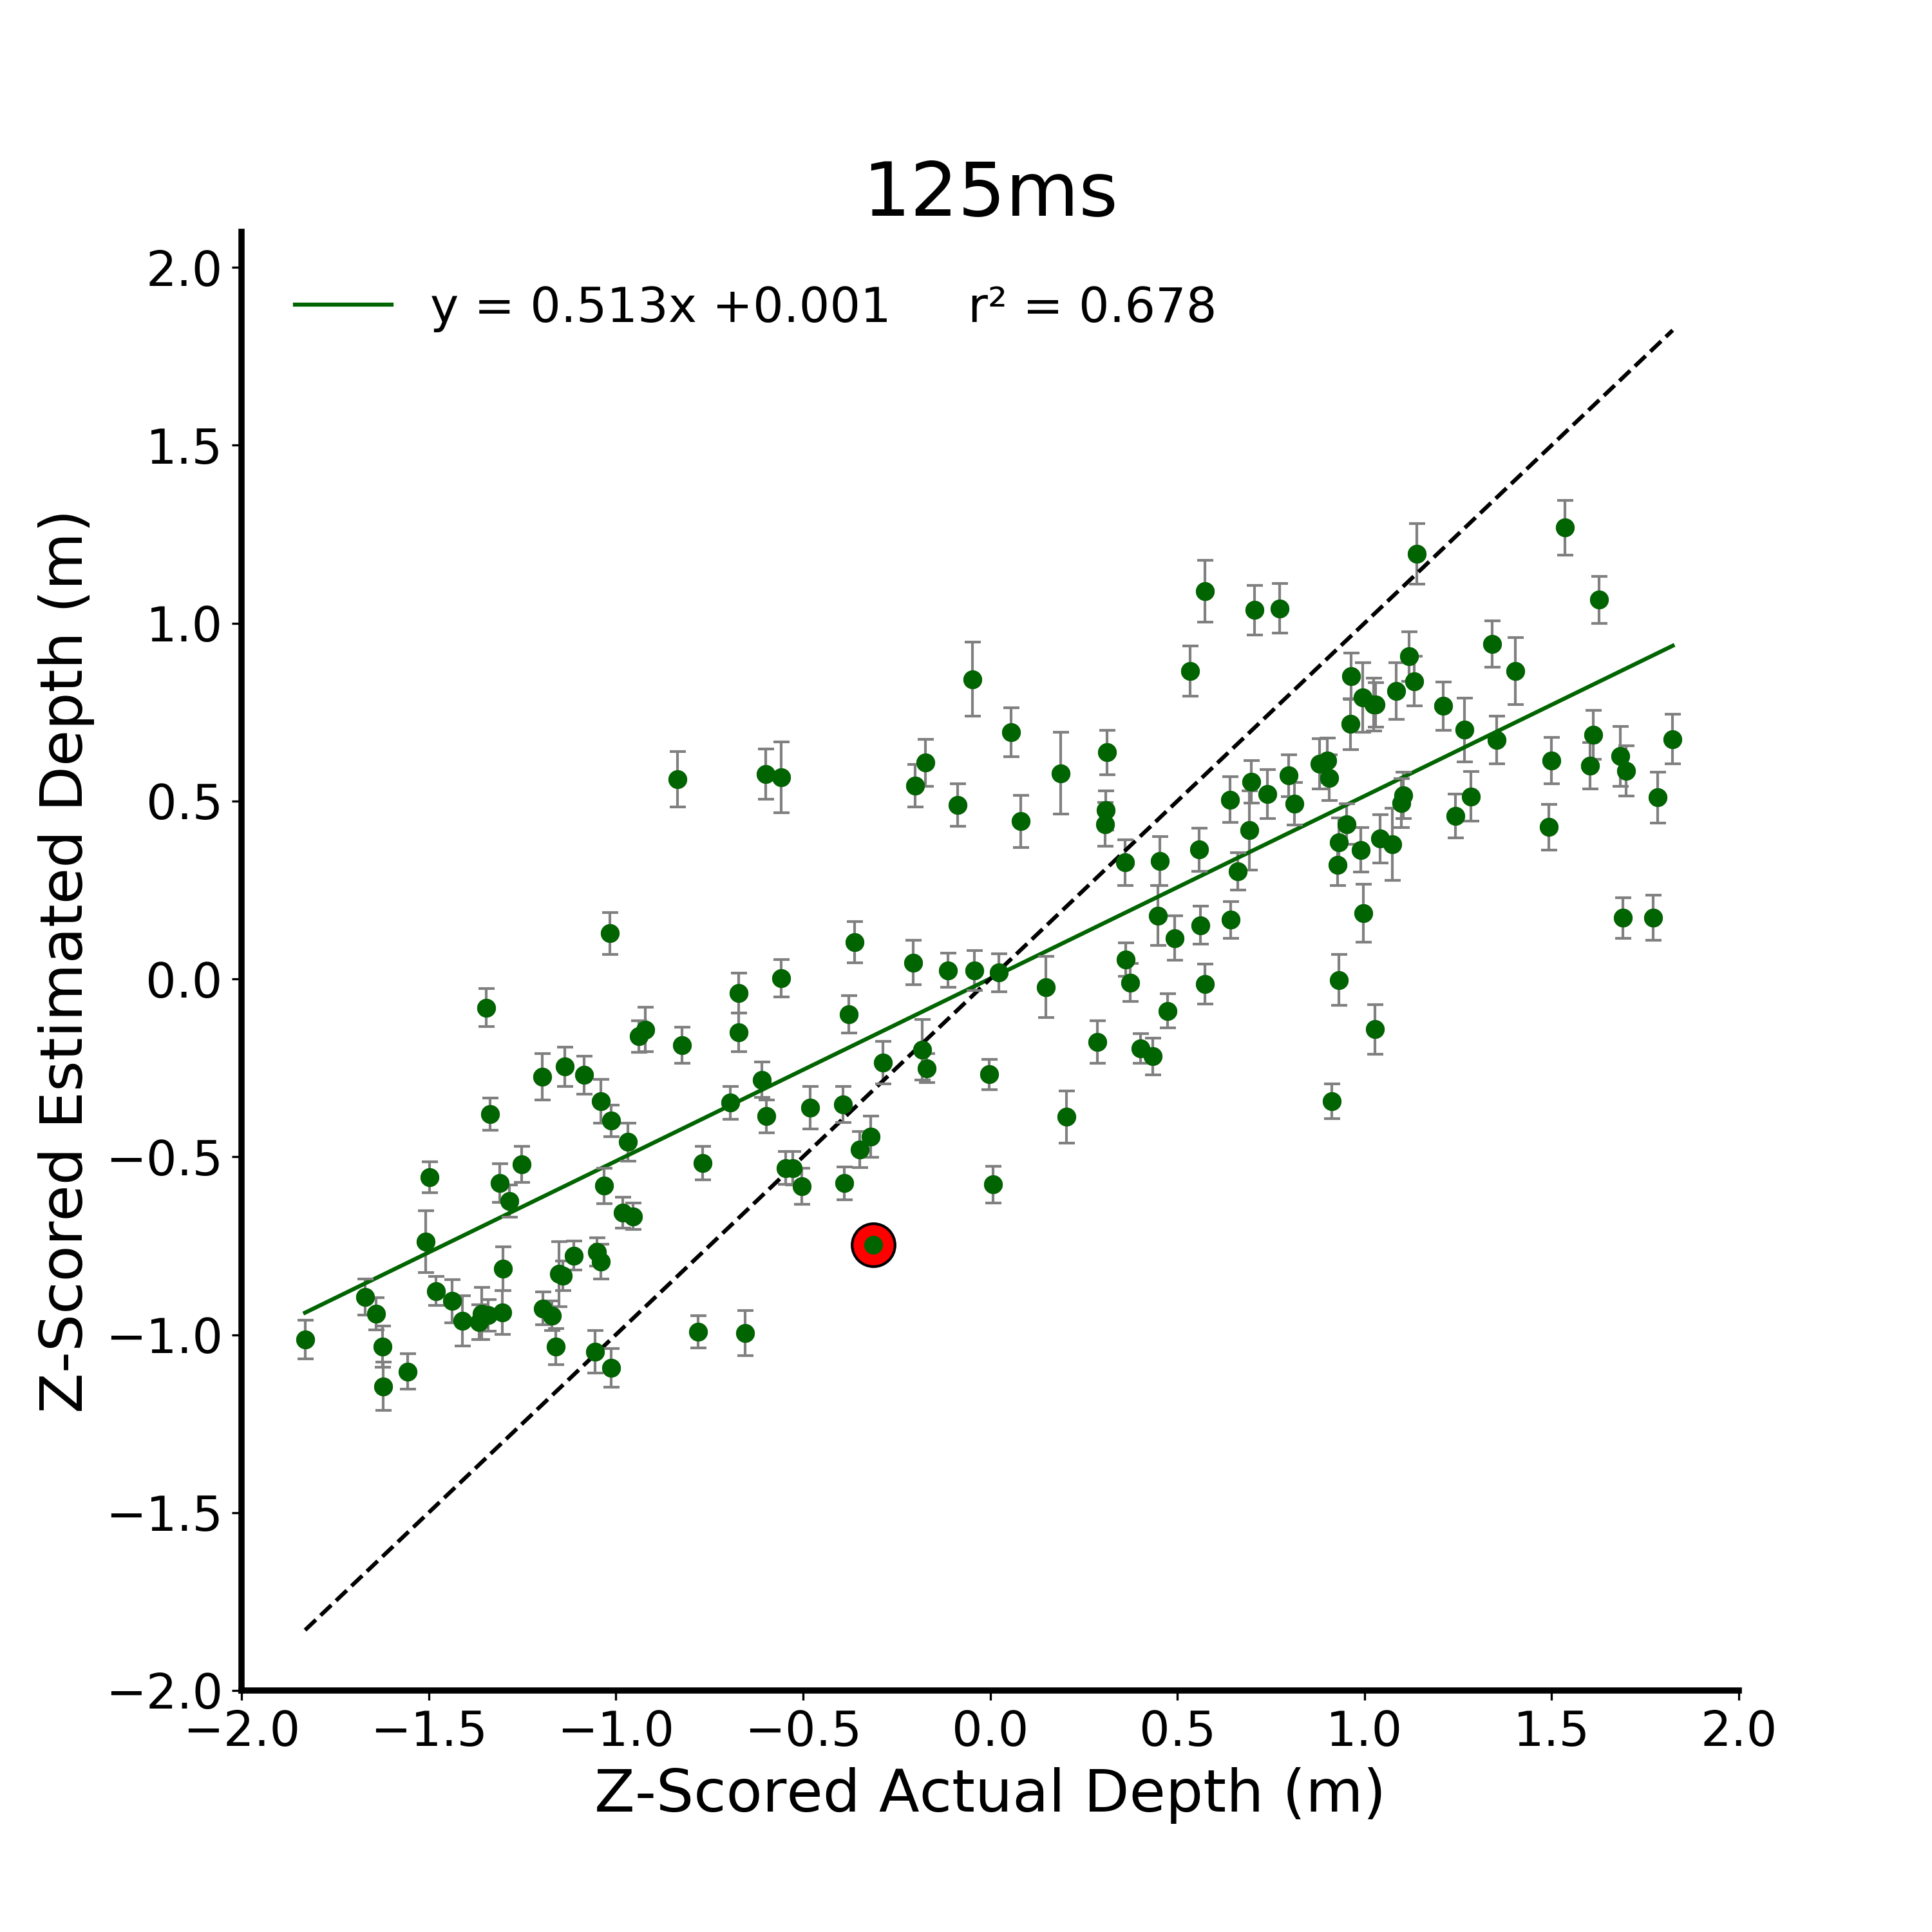 125ms
y = 0.513x +0.001 r² = 0.678
Z-Scored Estimated Depth (m)
2.0
1.5
1.0
0.5
0.0
−0.5
−1.0
−1.5
−2.0
−2.0 −1.5 −1.0 −0.5 0.0 0.5 1.0 1.5 2.0
Z-Scored Actual Depth (m)